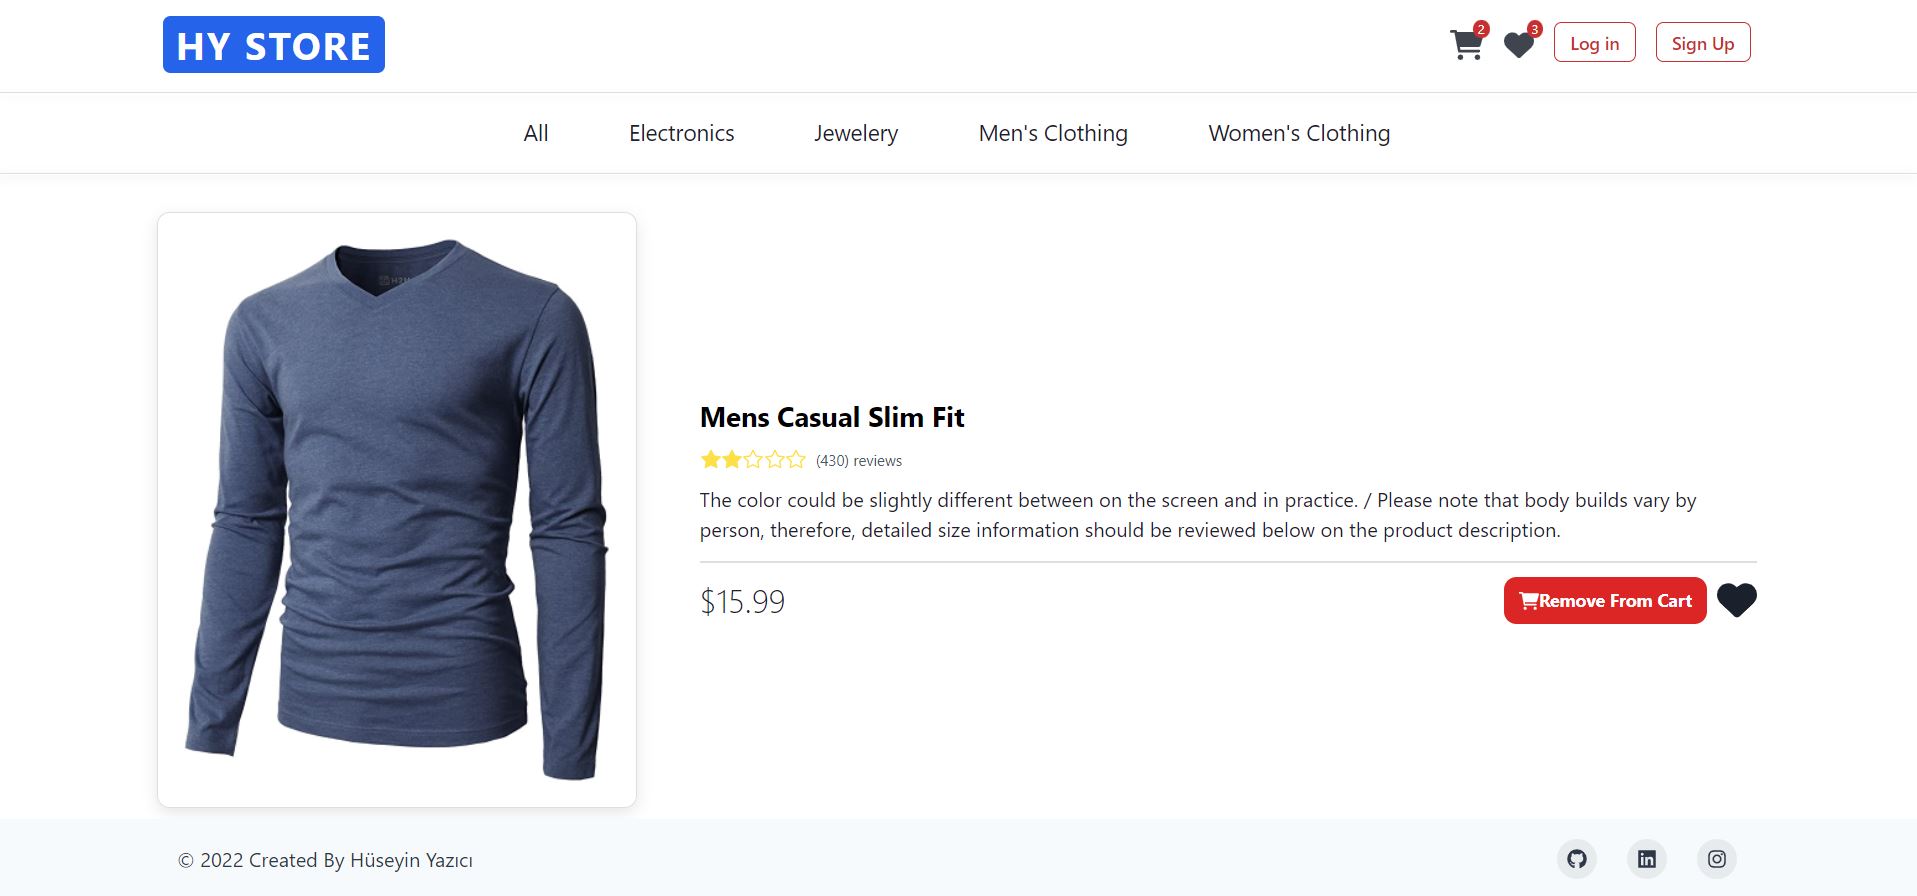 HY STORE
2
3
Log in
Sign Up
All
Electronics
Jewelery
Men's Clothing
Women's Clothing
Mens Casual Slim Fit
(430) reviews
The color could be slightly different between on the screen and in practice. / Please note that body builds vary by
person, therefore, detailed size information should be reviewed below on the product description.
$15.99
Remove From Cart
© 2022 Created By Hüseyin Yazıcı